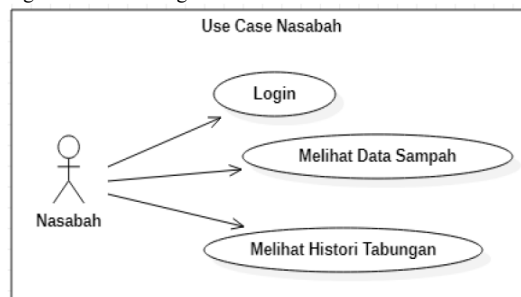 Use Case Nasabah
Login
Melihat Data Sampah
Nasabah
Melihat Histori Tabungan